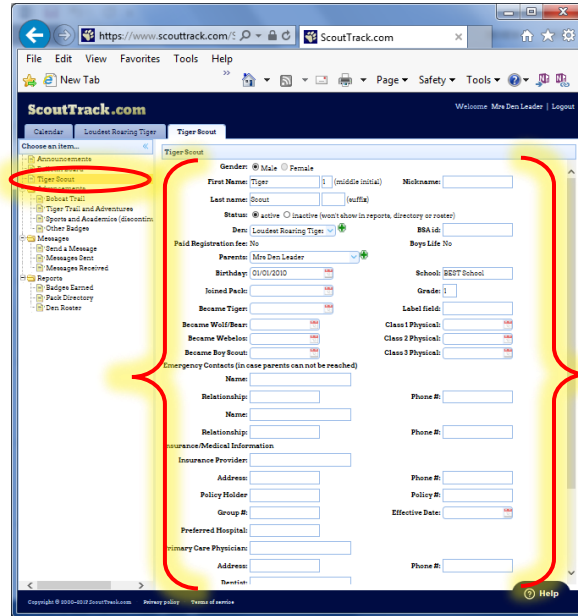 https://www.scouttrack.com/S
ScoutTrack.com
File Edit View Favorites Tools Help
New Tab
Page Safety Tools
ScoutTrack.com
Welcome Mrs Den Leader | Logout
Calendar Loudest Roaring Tiger Tiger Scout
Choose an item...
Announcements
Tiger Scout
Bobcat Trail
Tiger Trail and Adventures
Sports and Academics (discontin
Other Badges
Messages
Send a Message
Messages Sent
Messages Received
Reports
Badges Earned
Pack Directory
Den Roster
Tiger Scout
Gender: Male Female
First Name: Tiger 1 (middle initial) Nickname:
Last name: Scout (suffix)
Status: active inactive (won't show in reports, directory or roster)
Den: Loudest Roaring Tiger BSA id:
Paid Registration fee: No Boys Life No
Parents: Mrs Den Leader
Birthday: 01/01/2010 School: BEST School
Joined Pack: Grade: 1
Became Tiger: Label field:
Became Wolf/Bear: Class 1 Physical:
Became Webelos: Class 2 Physical:
Became Boy Scout: Class 3 Physical:
Emergency Contacts (in case parents can not be reached)
Name:
Relationship: Phone #:
Name:
Relationship: Phone #:
nsurance/Medical Information
Insurance Provider:
Address: Phone #:
Policy Holder Policy #:
Group #: Effective Date:
Preferred Hospital:
Primary Care Physician:
Address: Phone #:
Dentist:
Help
Copyright © 2000-2017 ScoutTrack.com Privacy policy Terms of service